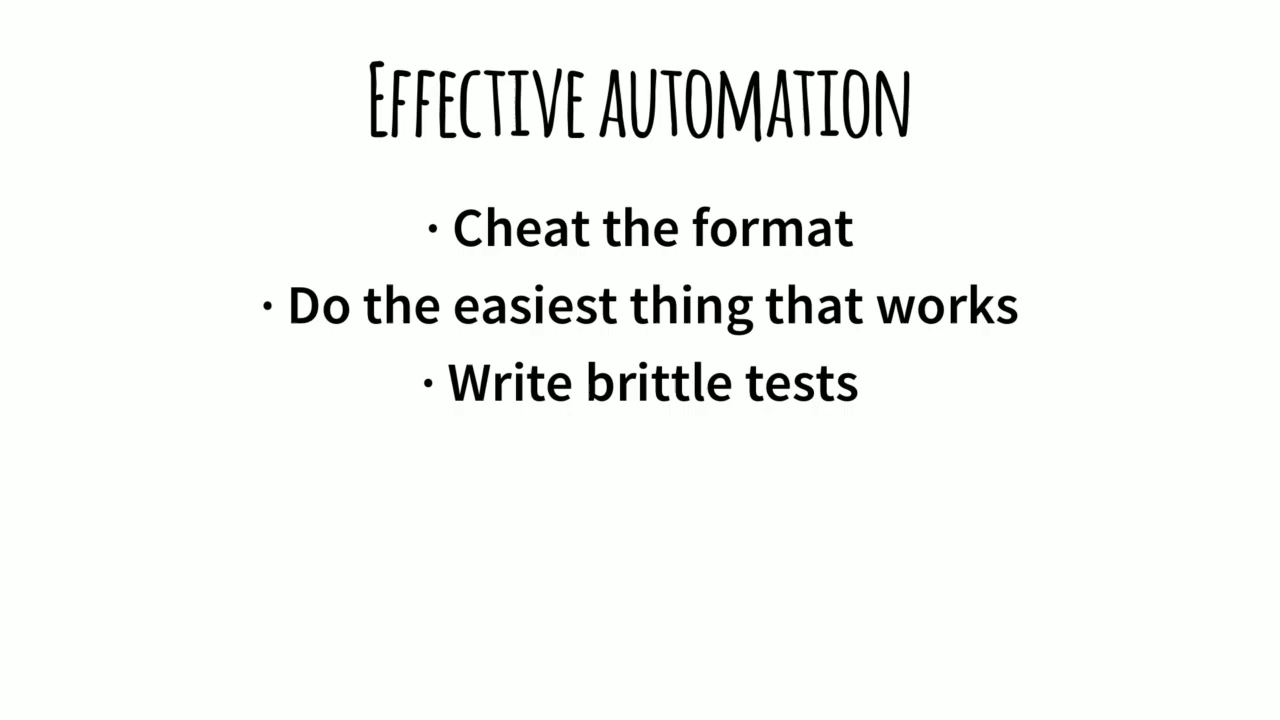 Effective automation
· Cheat the format
· Do the easiest thing that works
· Write brittle tests